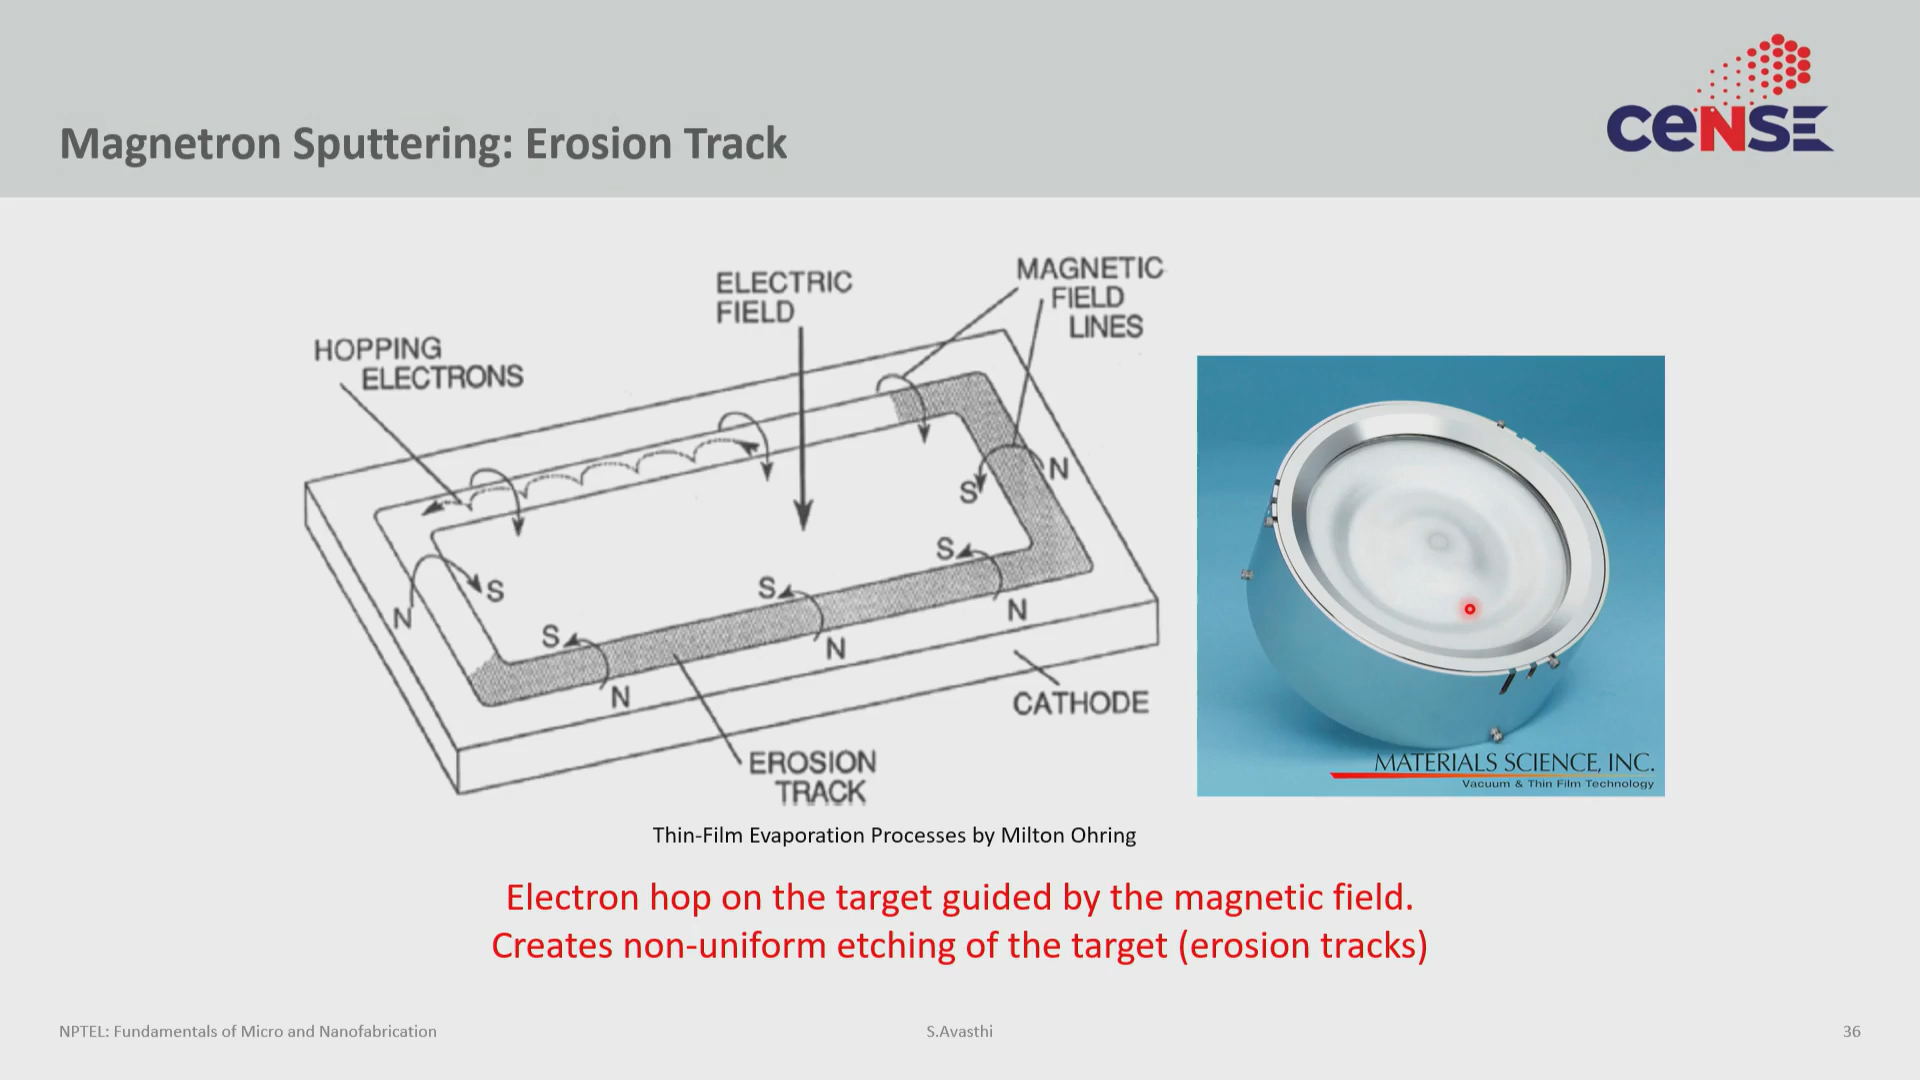 Magnetron Sputtering: Erosion Track
ceNSE
ELECTRIC
FIELD
MAGNETIC
FIELD
LINES
HOPPING
ELECTRONS
N
S
S
S
N
S
S
N
N
N
N
CATHODE
EROSION
TRACK
MATERIALS SCIENCE, INC.
Vacuum & Thin Film Technology
Thin-Film Evaporation Processes by Milton Ohring
Electron hop on the target guided by the magnetic field.
Creates non-uniform etching of the target (erosion tracks)
NPTEL: Fundamentals of Micro and Nanofabrication
S.Avasthi
36